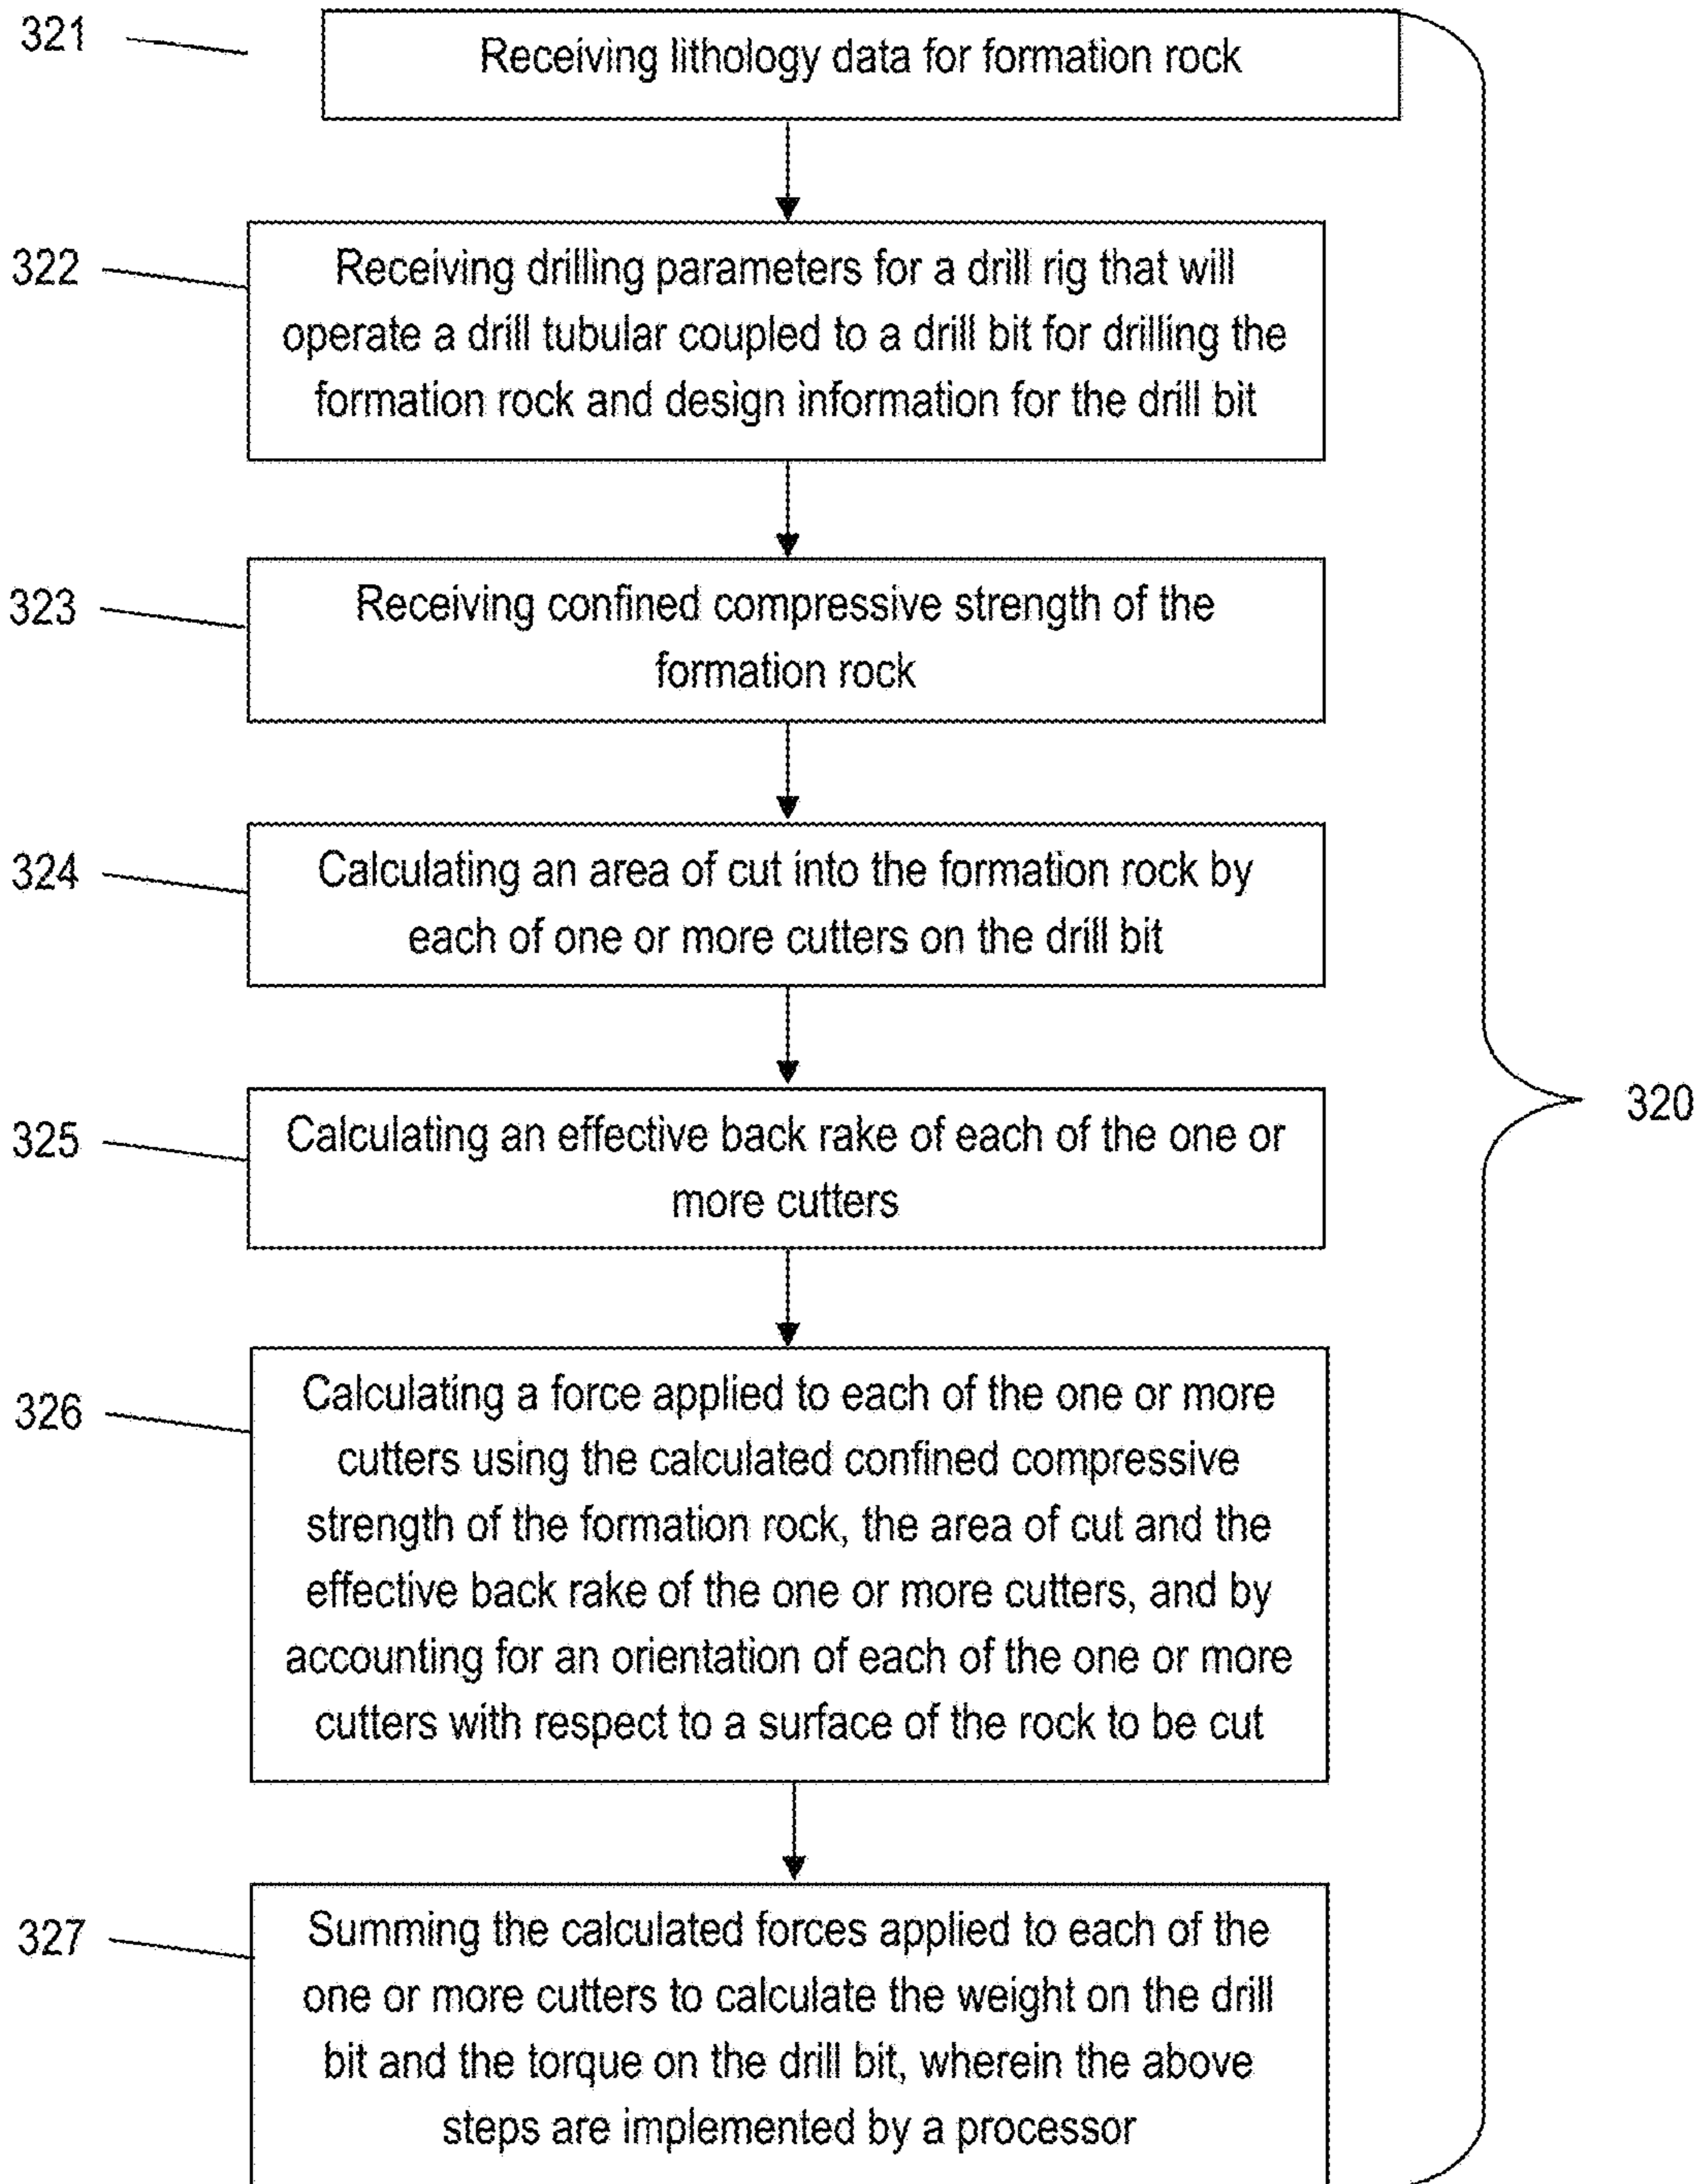 321
Receiving lithology data for formation rock
322
Receiving drilling parameters for a drill rig that will
operate a drill tubular coupled to a drill bit for drilling the
formation rock and design information for the drill bit
323
Receiving confined compressive strength of the
formation rock
324
Calculating an area of cut into the formation rock by
each of one or more cutters on the drill bit
320
325
Calculating an effective back rake of each of the one or
more cutters
326
Calculating a force applied to each of the one or more
cutters using the calculated confined compressive
strength of the formation rock, the area of cut and the
effective back rake of the one or more cutters, and by
accounting for an orientation of each of the one or more
cutters with respect to a surface of the rock to be cut
327
Summing the calculated forces applied to each of the
one or more cutters to calculate the weight on the drill
bit and the torque on the drill bit, wherein the above
steps are implemented by a processor